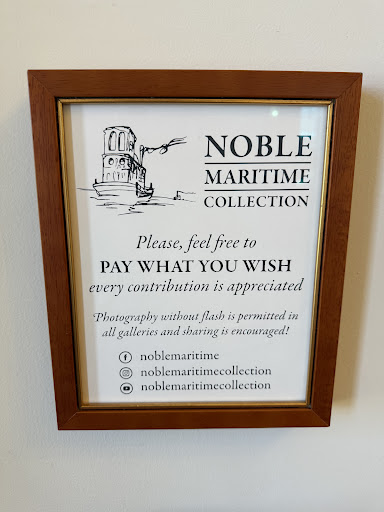 NOBLE
MARITIME
COLLECTION
Please, feel free to
PAY WHAT YOU WISH
every contribution is appreciated
Photography without flash is permitted in
all galleries and sharing is encouraged!
noblemaritime
noblemaritimecollection
noblemaritimecollection